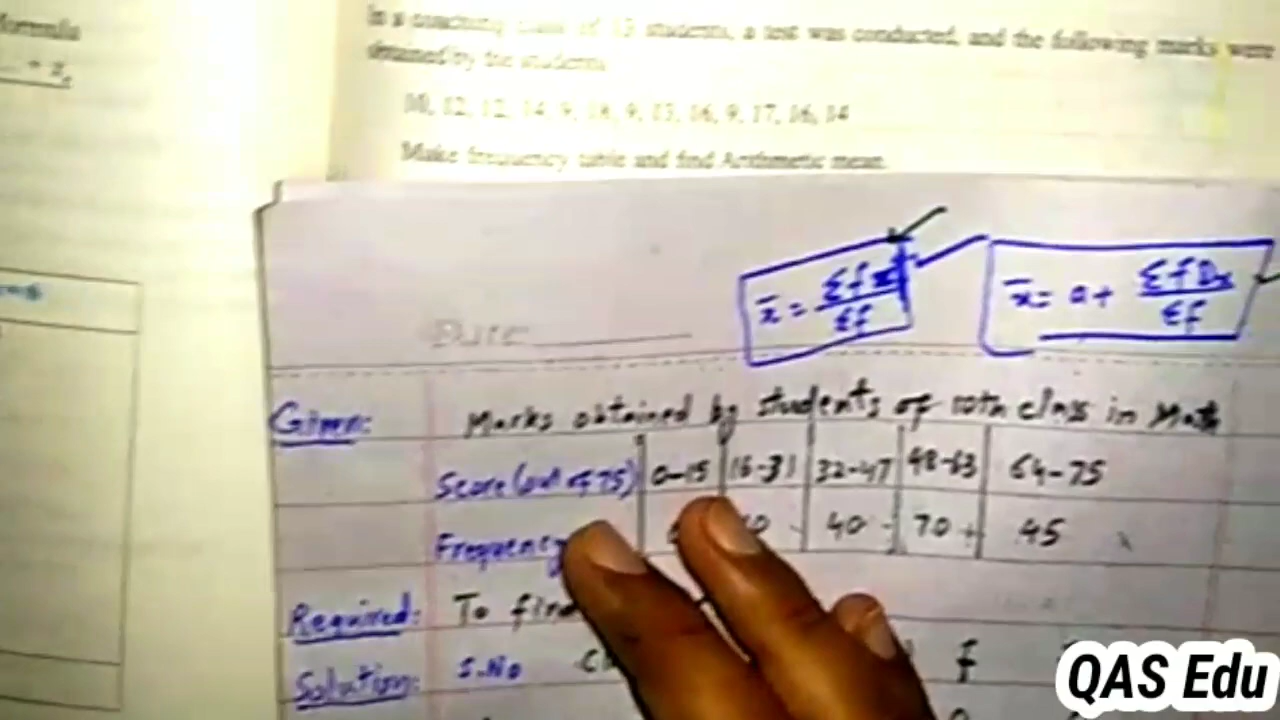 formula
In a coaching class of 13 students, a test was conducted, and the following marks were
obtained by the students
10, 12, 12, 14, 9, 18, 9, 15, 16, 9, 17, 16, 14
Make frequency table and find Arithmetic mean.
x̄ = Σfx / Σf
x̄ = a + ΣfDx / Σf
Date
Given: Marks obtained by students of 10th class in Math
Score (out of 75) 0-15 16-31 32-47 48-63 64-75
Frequency 40 70 45
Required: To find
Solution: S.No f
QAS Edu